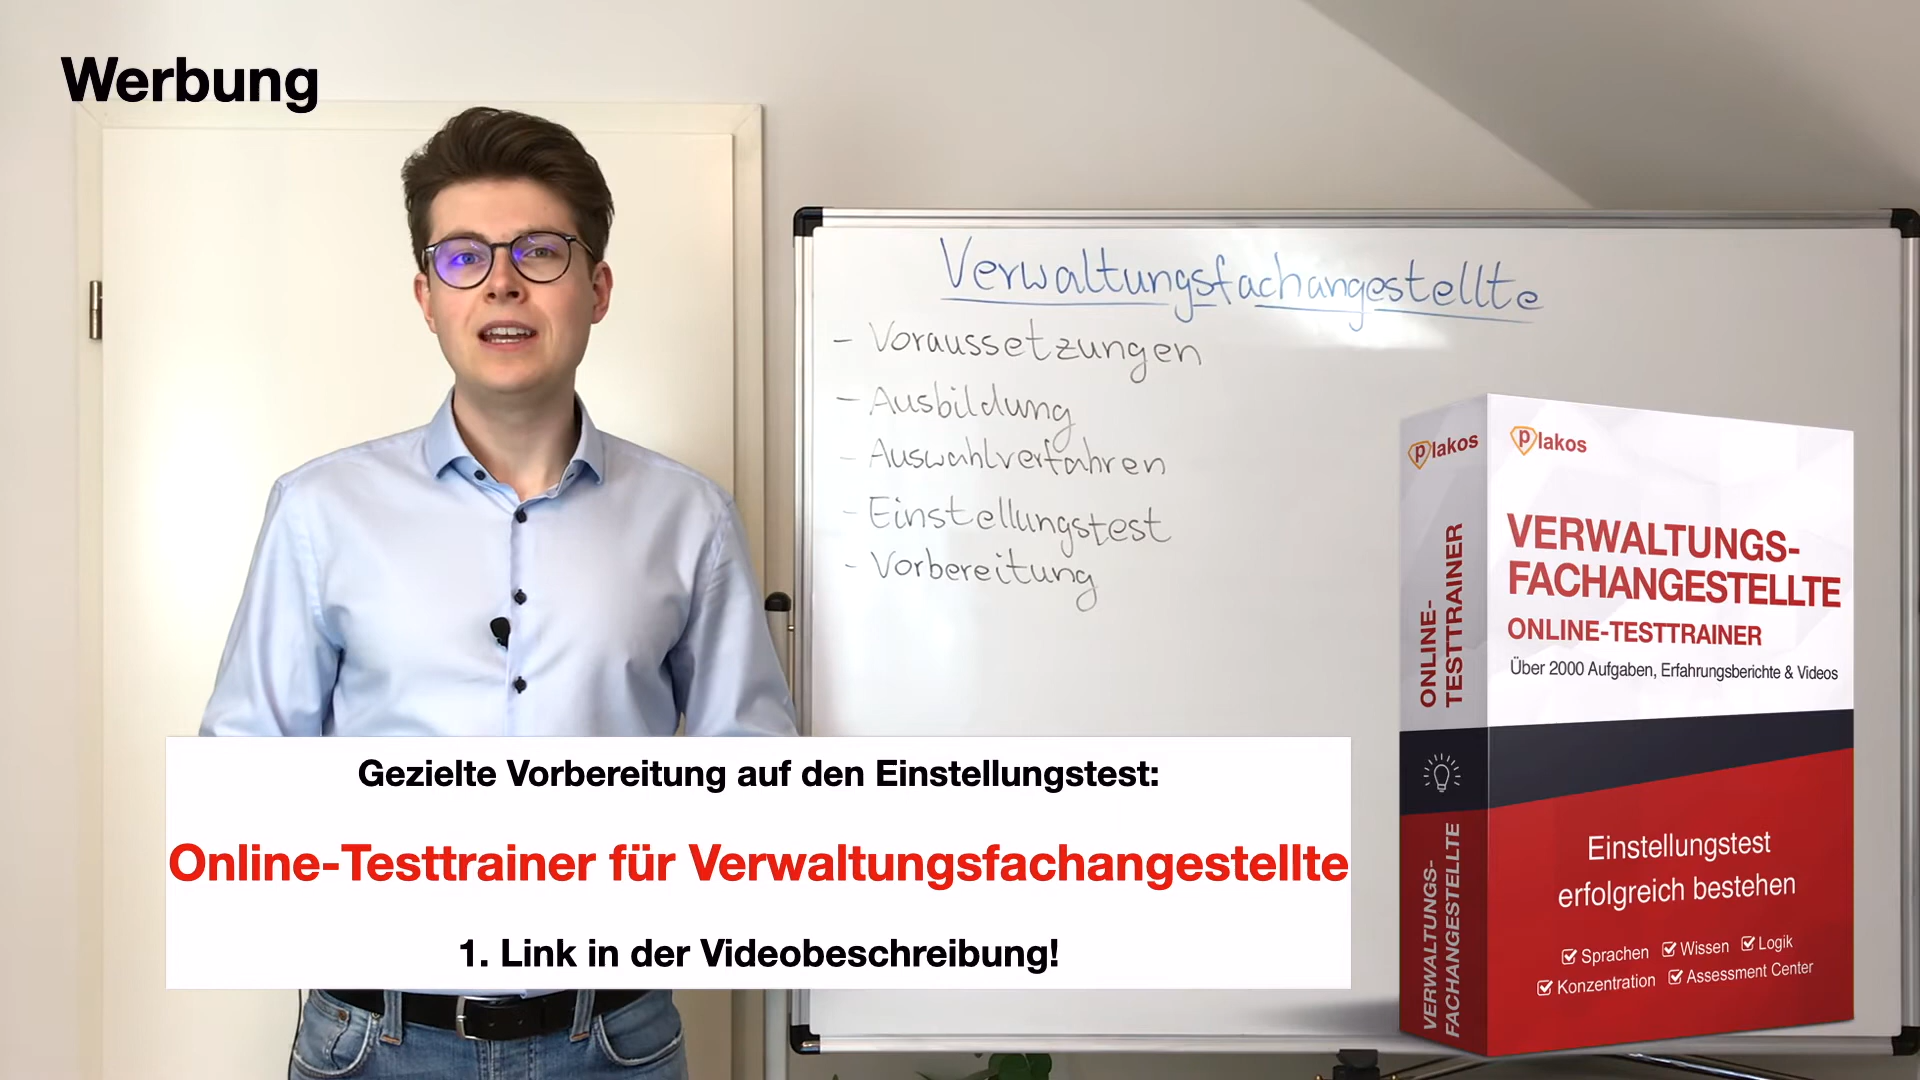 Werbung
Verwaltungsfachangestellte
- Voraussetzungen
- Ausbildung
- Auswahlverfahren
- Einstellungstest
- Vorbereitung
Gezielte Vorbereitung auf den Einstellungstest:
Online-Testtrainer für Verwaltungsfachangestellte
1. Link in der Videobeschreibung!
plakos
ONLINE-
TESTTRAINER
VERWALTUNGS-
FACHANGESTELLTE
plakos
VERWALTUNGS-
FACHANGESTELLTE
ONLINE-TESTTRAINER
Über 2000 Aufgaben, Erfahrungsberichte & Videos
Einstellungstest
erfolgreich bestehen
Sprachen Wissen Logik
Konzentration Assessment Center